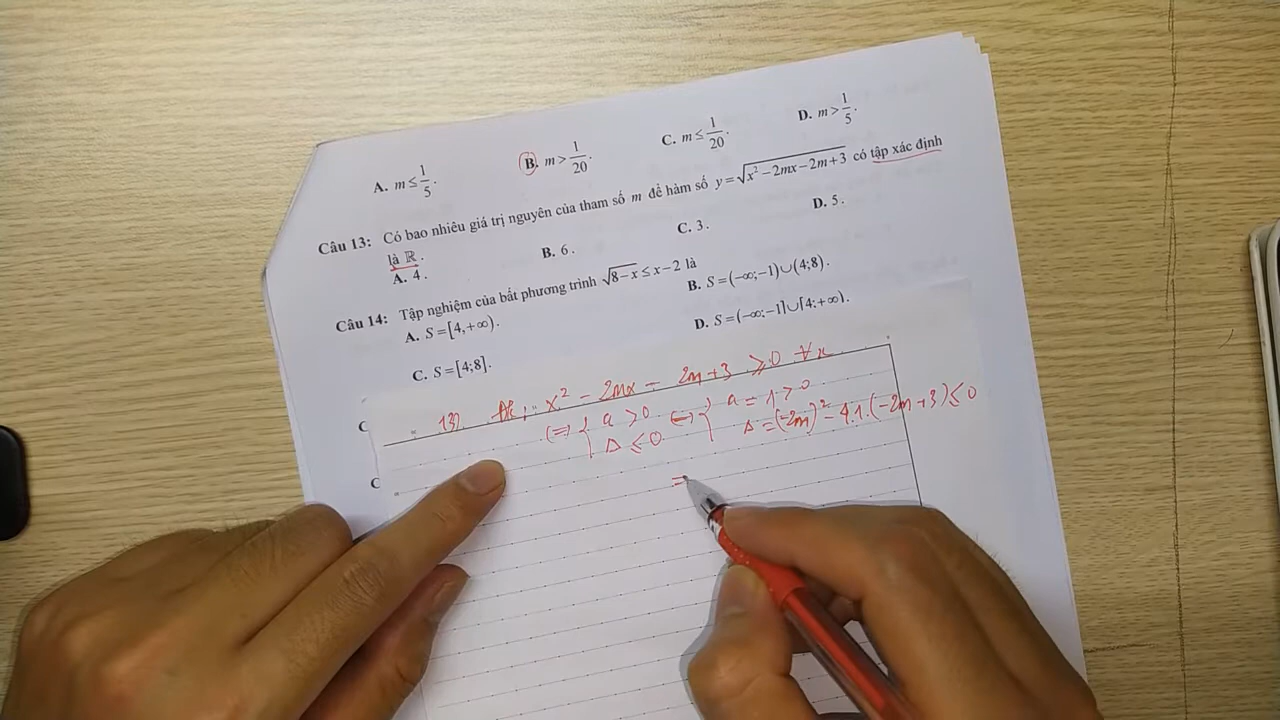 A. m ≤ 1/5. B. m > 1/20. C. m ≤ 1/20. D. m > 1/5.
Câu 13: Có bao nhiêu giá trị nguyên của tham số m để hàm số y = √(x² − 2mx − 2m + 3) có tập xác định
là ℝ.
A. 4. B. 6. C. 3. D. 5.
Câu 14: Tập nghiệm của bất phương trình √(8 − x) ≤ x − 2 là
A. S = [4, +∞). B. S = (−∞; −1) ∪ (4; 8).
C. S = [4; 8]. D. S = (−∞; −1] ∪ [4; +∞).
13) x² − 2mx − 2m + 3 ≥ 0 ∀x
⇔ { a > 0 ⇔ { a = 1 > 0
Δ ≤ 0 Δ = (−2m)² − 4.1.(−2m + 3) ≤ 0
=
C
C